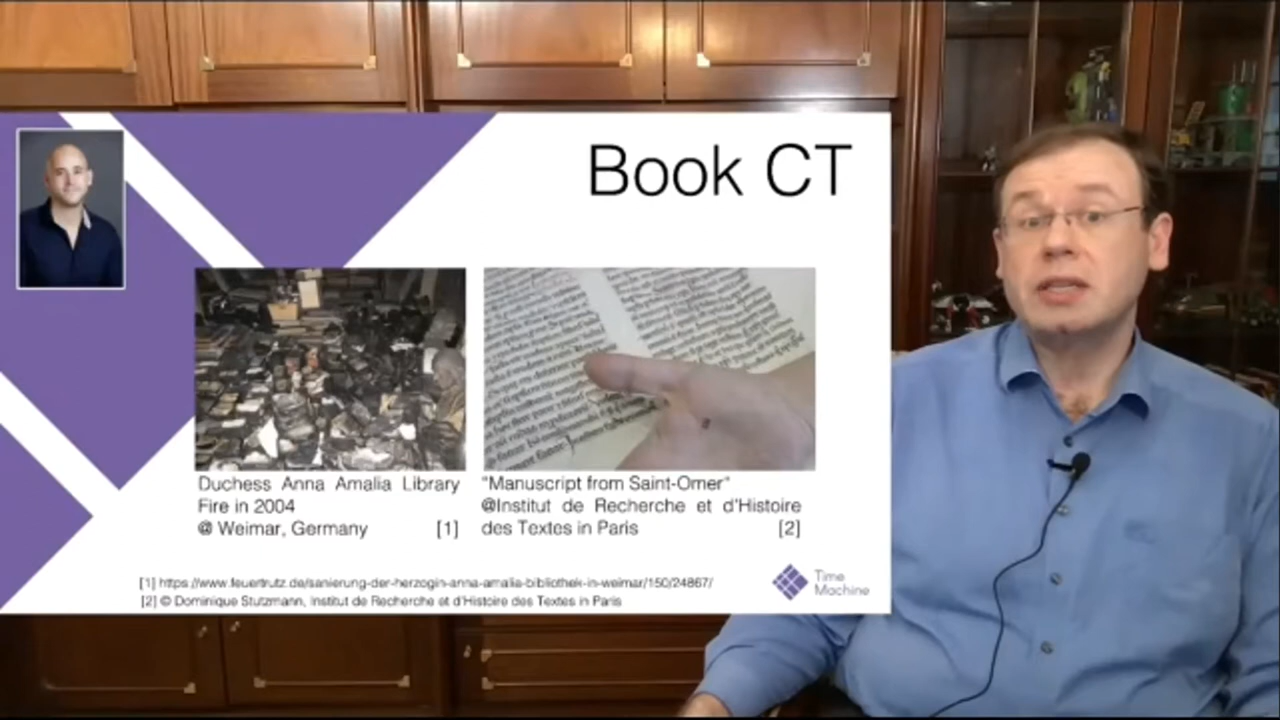 Book CT
Duchess Anna Amalia Library
Fire in 2004
@ Weimar, Germany [1]
"Manuscript from Saint-Omer"
@Institut de Recherche et d'Histoire
des Textes in Paris [2]
[1] https://www.feuertrutz.de/sanierung-der-herzogin-anna-amalia-bibliothek-in-weimar/150/24867/
[2] © Dominique Stutzmann, Institut de Recherche et d'Histoire des Textes in Paris
Time
Machine